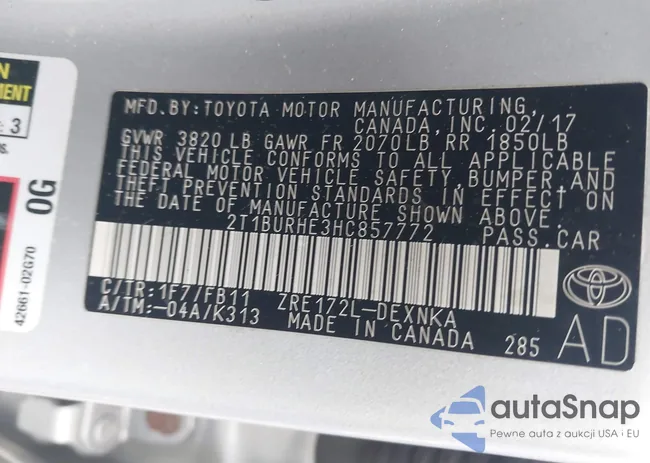 N
MENT
: 3
s.
0G
42661-02G70
MFD.BY:TOYOTA MOTOR MANUFACTURING
CANADA, INC. 02/17
GVWR 3820 LB GAWR FR 2070LB RR 1850LB
THIS VEHICLE CONFORMS TO ALL APPLICABLE
FEDERAL MOTOR VEHICLE SAFETY, BUMPER AND
THEFT PREVENTION STANDARDS IN EFFECT ON
THE DATE OF MANUFACTURE SHOWN ABOVE.
2T1BURHE3HC857772 PASS.CAR
C/TR:1F7/FB11
A/TM:-04A/K313
ZRE172L-DEXNKA
MADE IN CANADA
285
AD
autaSnap
Pewne auta z aukcji USA i EU